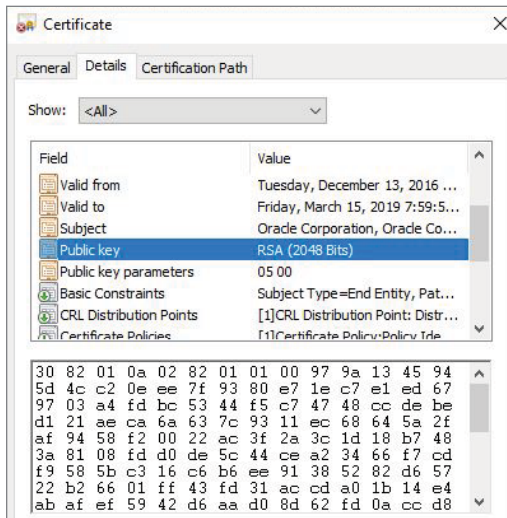 Certificate
General Details Certification Path
Show: <All>
Field Value
Valid from Tuesday, December 13, 2016 ...
Valid to Friday, March 15, 2019 7:59:5...
Subject Oracle Corporation, Oracle Co...
Public key RSA (2048 Bits)
Public key parameters 05 00
Basic Constraints Subject Type=End Entity, Pat...
CRL Distribution Points [1]CRL Distribution Point: Distr...
Certificate Policies [1]Certificate Policy:Policy Ide...
30 82 01 0a 02 82 01 01 00 97 9a 13 45 94
5d 4c c2 0e ee 7f 93 80 e7 1e c7 e1 ed 67
97 03 a4 fd bc 53 44 f5 c7 47 48 cc de be
d1 21 ae ca 6a 63 7c 93 11 ec 68 64 5a 2f
af 94 58 f2 00 22 ac 3f 2a 3c 1d 18 b7 48
3a 81 08 fd d0 de 5c 44 ce a2 34 66 f7 cd
f9 58 5b c3 16 c6 b6 ee 91 38 52 82 d6 57
22 b2 66 01 ff 43 fd 31 ac cd a0 1b 14 e4
ab af ef 59 42 d6 aa d0 8d 62 fd 0a cc d8